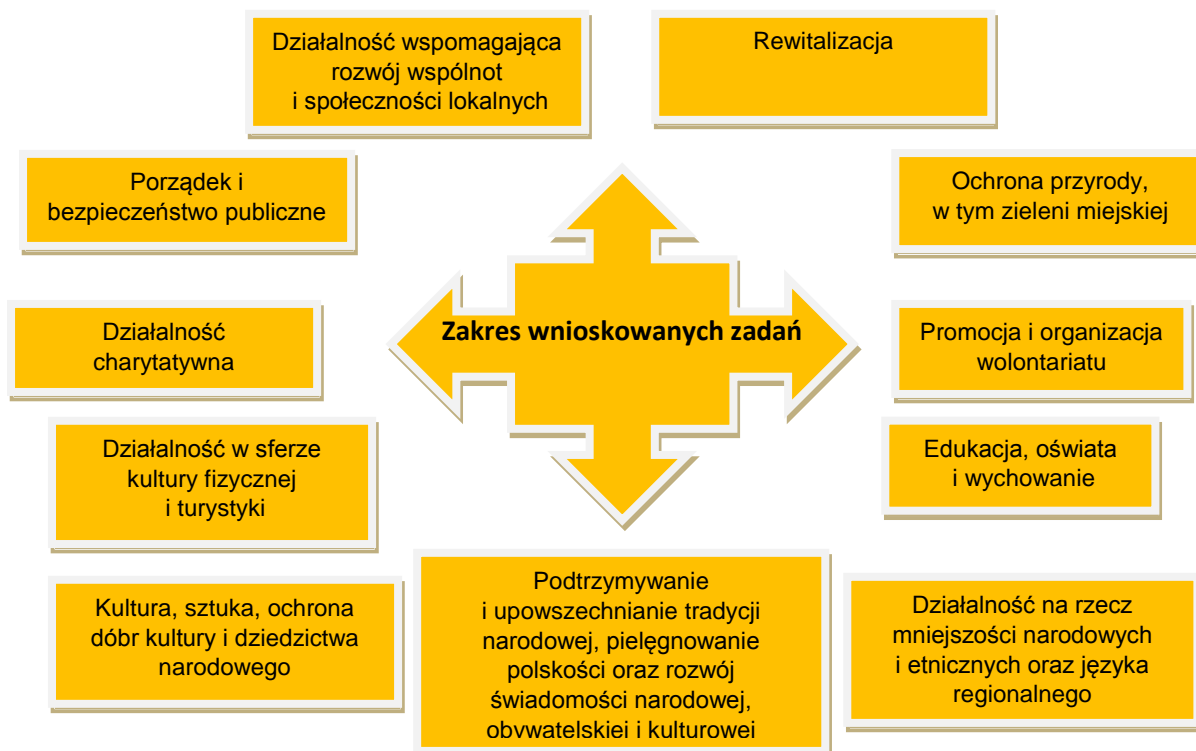 Działalność wspomagająca
rozwój wspólnot
i społeczności lokalnych
Rewitalizacja
Porządek i
bezpieczeństwo publiczne
Ochrona przyrody,
w tym zieleni miejskiej
Działalność
charytatywna
Zakres wnioskowanych zadań
Promocja i organizacja
wolontariatu
Działalność w sferze
kultury fizycznej
i turystyki
Edukacja, oświata
i wychowanie
Kultura, sztuka, ochrona
dóbr kultury i dziedzictwa
narodowego
Podtrzymywanie
i upowszechnianie tradycji
narodowej, pielęgnowanie
polskości oraz rozwój
świadomości narodowej,
obywatelskiej i kulturowej
Działalność na rzecz
mniejszości narodowych
i etnicznych oraz języka
regionalnego